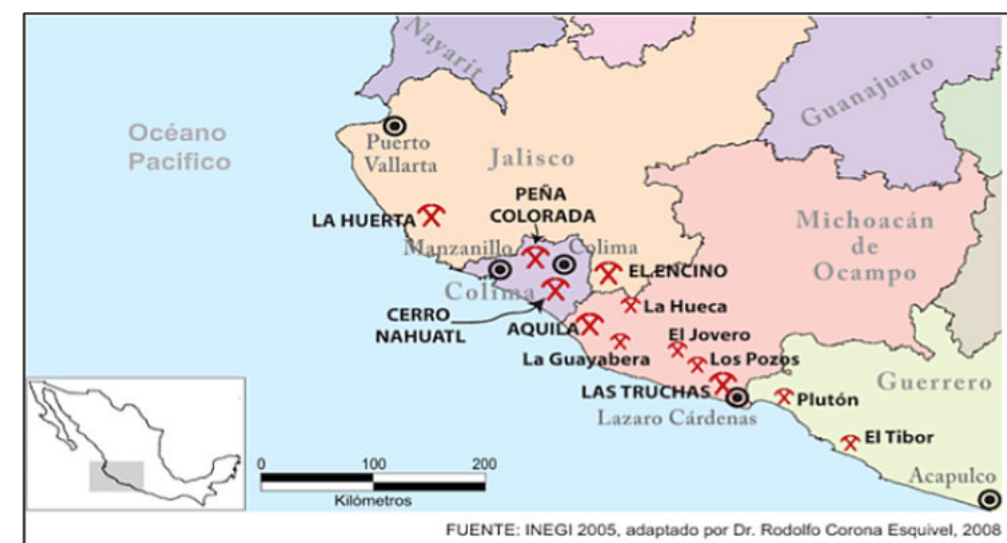 Nayarit
Guanajuato
Océano
Pacifico
Puerto
Vallarta
Jalisco
PEÑA
COLORADA
LA HUERTA
Michoacán
de
Ocampo
Manzanillo
Colima
EL ENCINO
Colima
La Hueca
CERRO
NAHUATL
AQUILA
El Jovero
La Guayabera
Los Pozos
LAS TRUCHAS
Guerrero
Plutón
Lazaro Cárdenas
El Tibor
Acapulco
0 100 200
Kilómetros
FUENTE: INEGI 2005, adaptado por Dr. Rodolfo Corona Esquivel, 2008